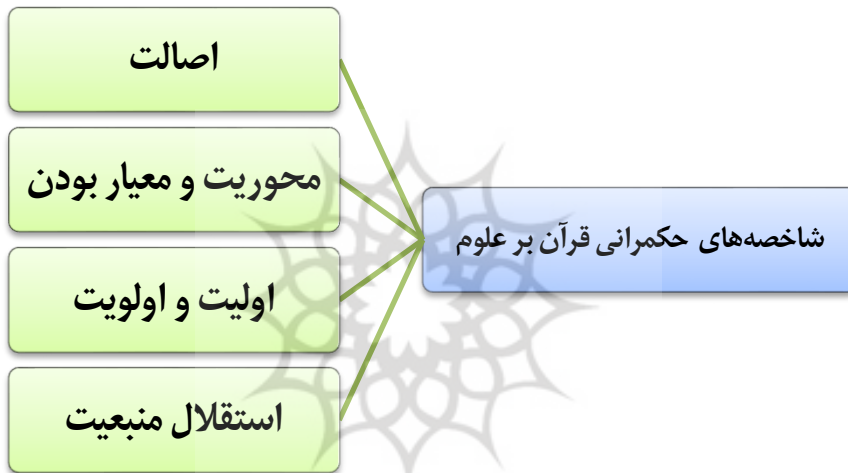 شاخصه‌های حکمرانی قرآن بر علوم
اصالت
محوریت و معیار بودن
اولیت و اولویت
استقلال منبعیت